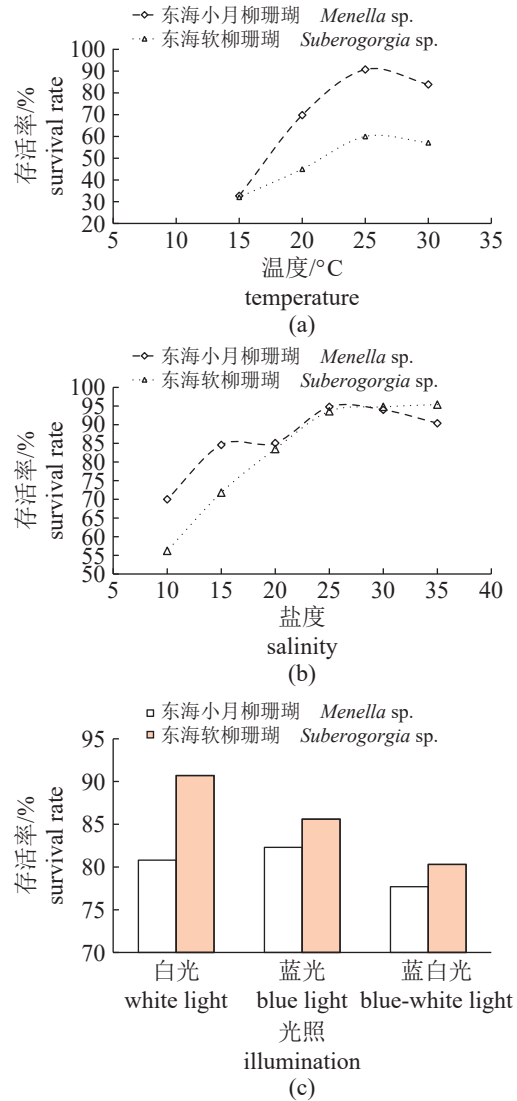 东海小月柳珊瑚 Menella sp.
东海软柳珊瑚 Suberogorgia sp.
存活率/%
survival rate
100
90
80
70
60
50
40
30
20
5 10 15 20 25 30 35
温度/°C
temperature
(a)
东海小月柳珊瑚 Menella sp.
东海软柳珊瑚 Suberogorgia sp.
存活率/%
survival rate
100
95
90
85
80
75
70
65
60
55
50
5 10 15 20 25 30 35 40
盐度
salinity
(b)
东海小月柳珊瑚 Menella sp.
东海软柳珊瑚 Suberogorgia sp.
存活率/%
survival rate
95
90
85
80
75
70
白光 蓝光 蓝白光
white light blue light blue-white light
光照
illumination
(c)